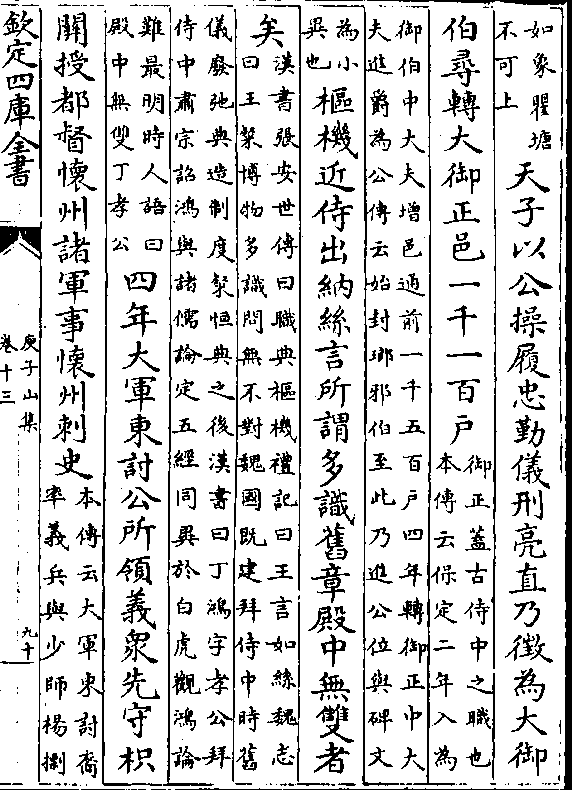 如象瞿塘
不可上
天子以公操履忠勤儀刑亮直乃徵為大御
伯尋轉大御正邑一千一百户
御正蓋古侍中之職也
本傳云保定二年入為
御伯中大夫增邑通前一千五百户四年轉御正中大
夫進爵為公傳云始封瑯邪伯至此乃進公位與碑文
為小
異也
樞機近侍出納絲言所謂多識舊章殿中無雙者
矣
漢書張安世傳曰職典樞機禮記曰王言如絲魏志
曰王粲博物多識問無不對魏國既建拜侍中時舊
儀廢弛典造制度粲恒典之後漢書曰丁鴻字孝公拜
侍中肅宗詔鴻與諸儒論定五經同異於白虎觀鴻論
難最明時人語曰
殿中無雙丁孝公
四年大軍東討公所領義衆先守枳
關授都督懷州諸軍事懷州刺史
本傳云大軍東討裔
率義兵與少師楊㯹
欽定四庫全書
庾子山集
卷十三
九十